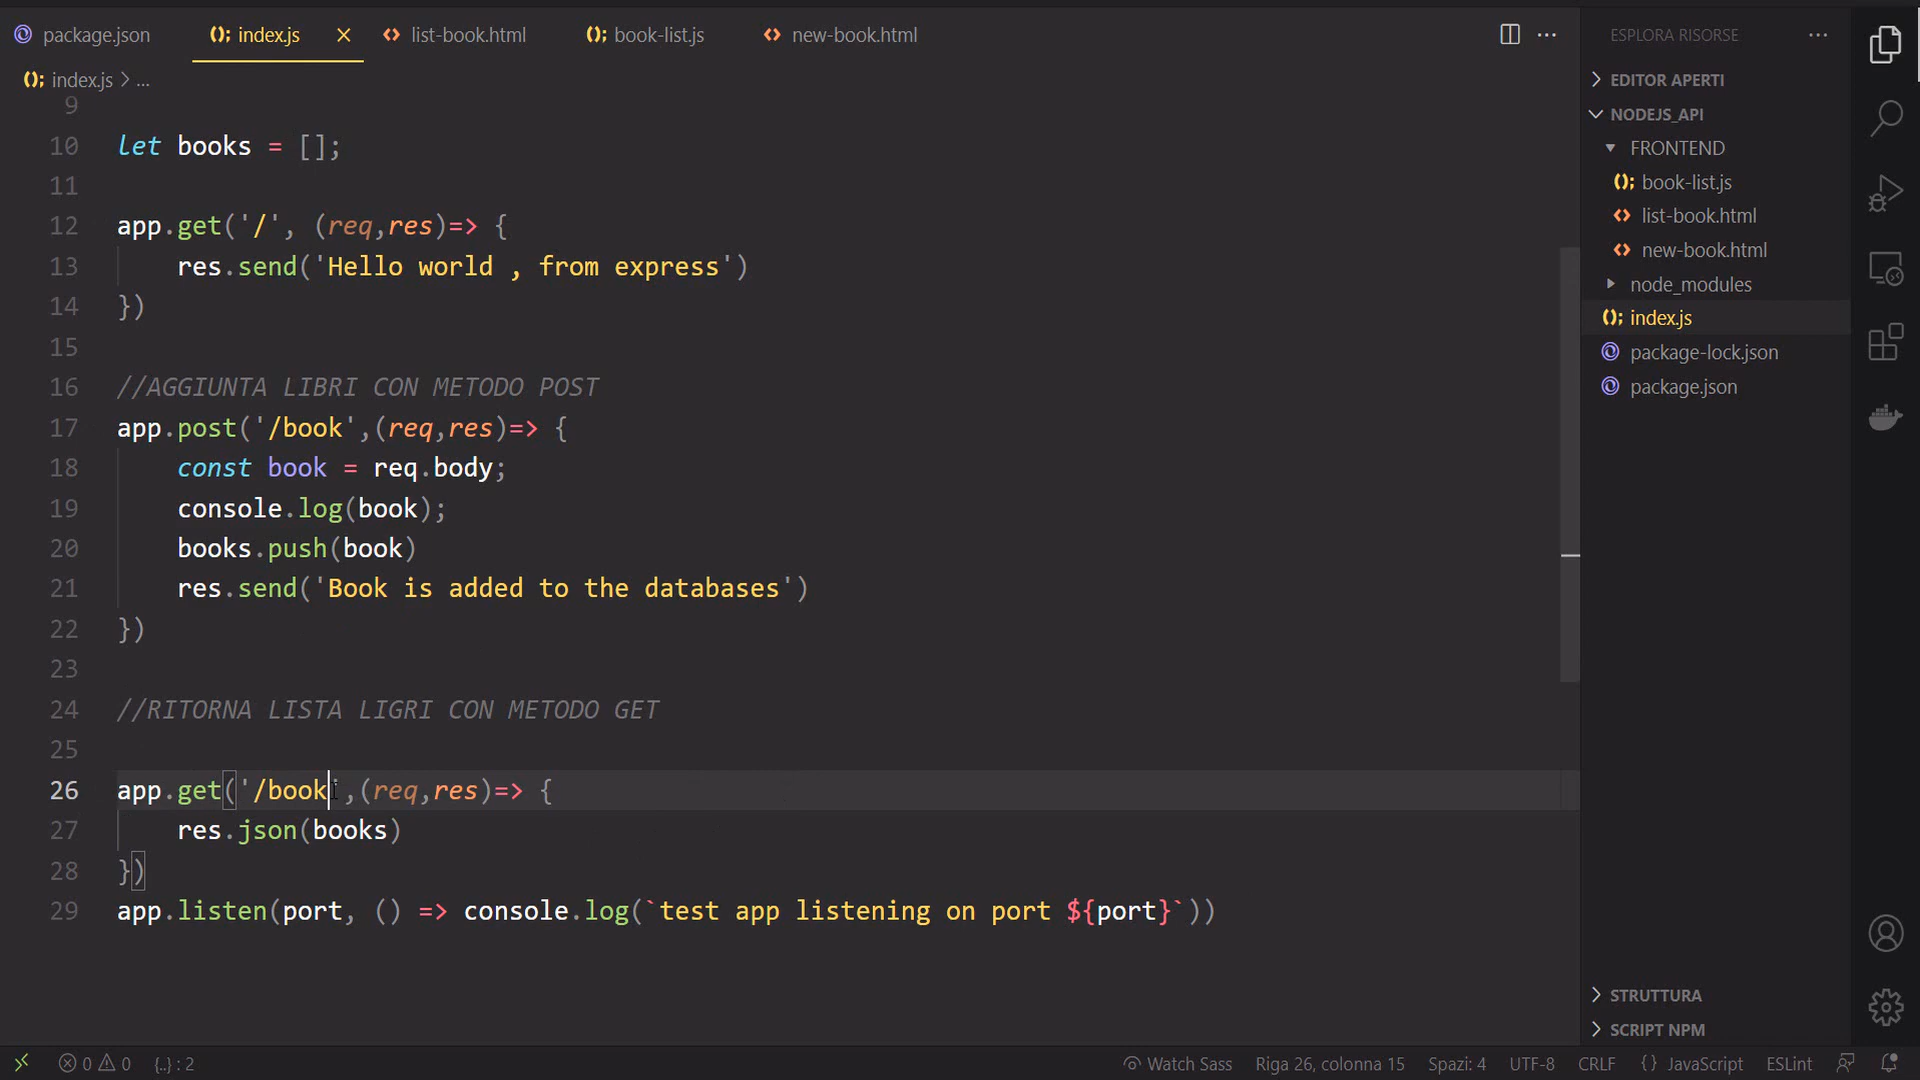 package.json
index.js
list-book.html
book-list.js
new-book.html
index.js > ...
9
10 let books = [];
11
12 app.get('/', (req,res)=> {
13 res.send('Hello world , from express')
14 })
15
16 //AGGIUNTA LIBRI CON METODO POST
17 app.post('/book',(req,res)=> {
18 const book = req.body;
19 console.log(book);
20 books.push(book)
21 res.send('Book is added to the databases')
22 })
23
24 //RITORNA LISTA LIGRI CON METODO GET
25
26 app.get('/book',(req,res)=> {
27 res.json(books)
28 })
29 app.listen(port, () => console.log(`test app listening on port ${port}`))
ESPLORA RISORSE
EDITOR APERTI
NODEJS_API
FRONTEND
book-list.js
list-book.html
new-book.html
node_modules
index.js
package-lock.json
package.json
STRUTTURA
SCRIPT NPM
0 0 {..} : 2
Watch Sass
Riga 26, colonna 15
Spazi: 4
UTF-8
CRLF
{} JavaScript
ESLint